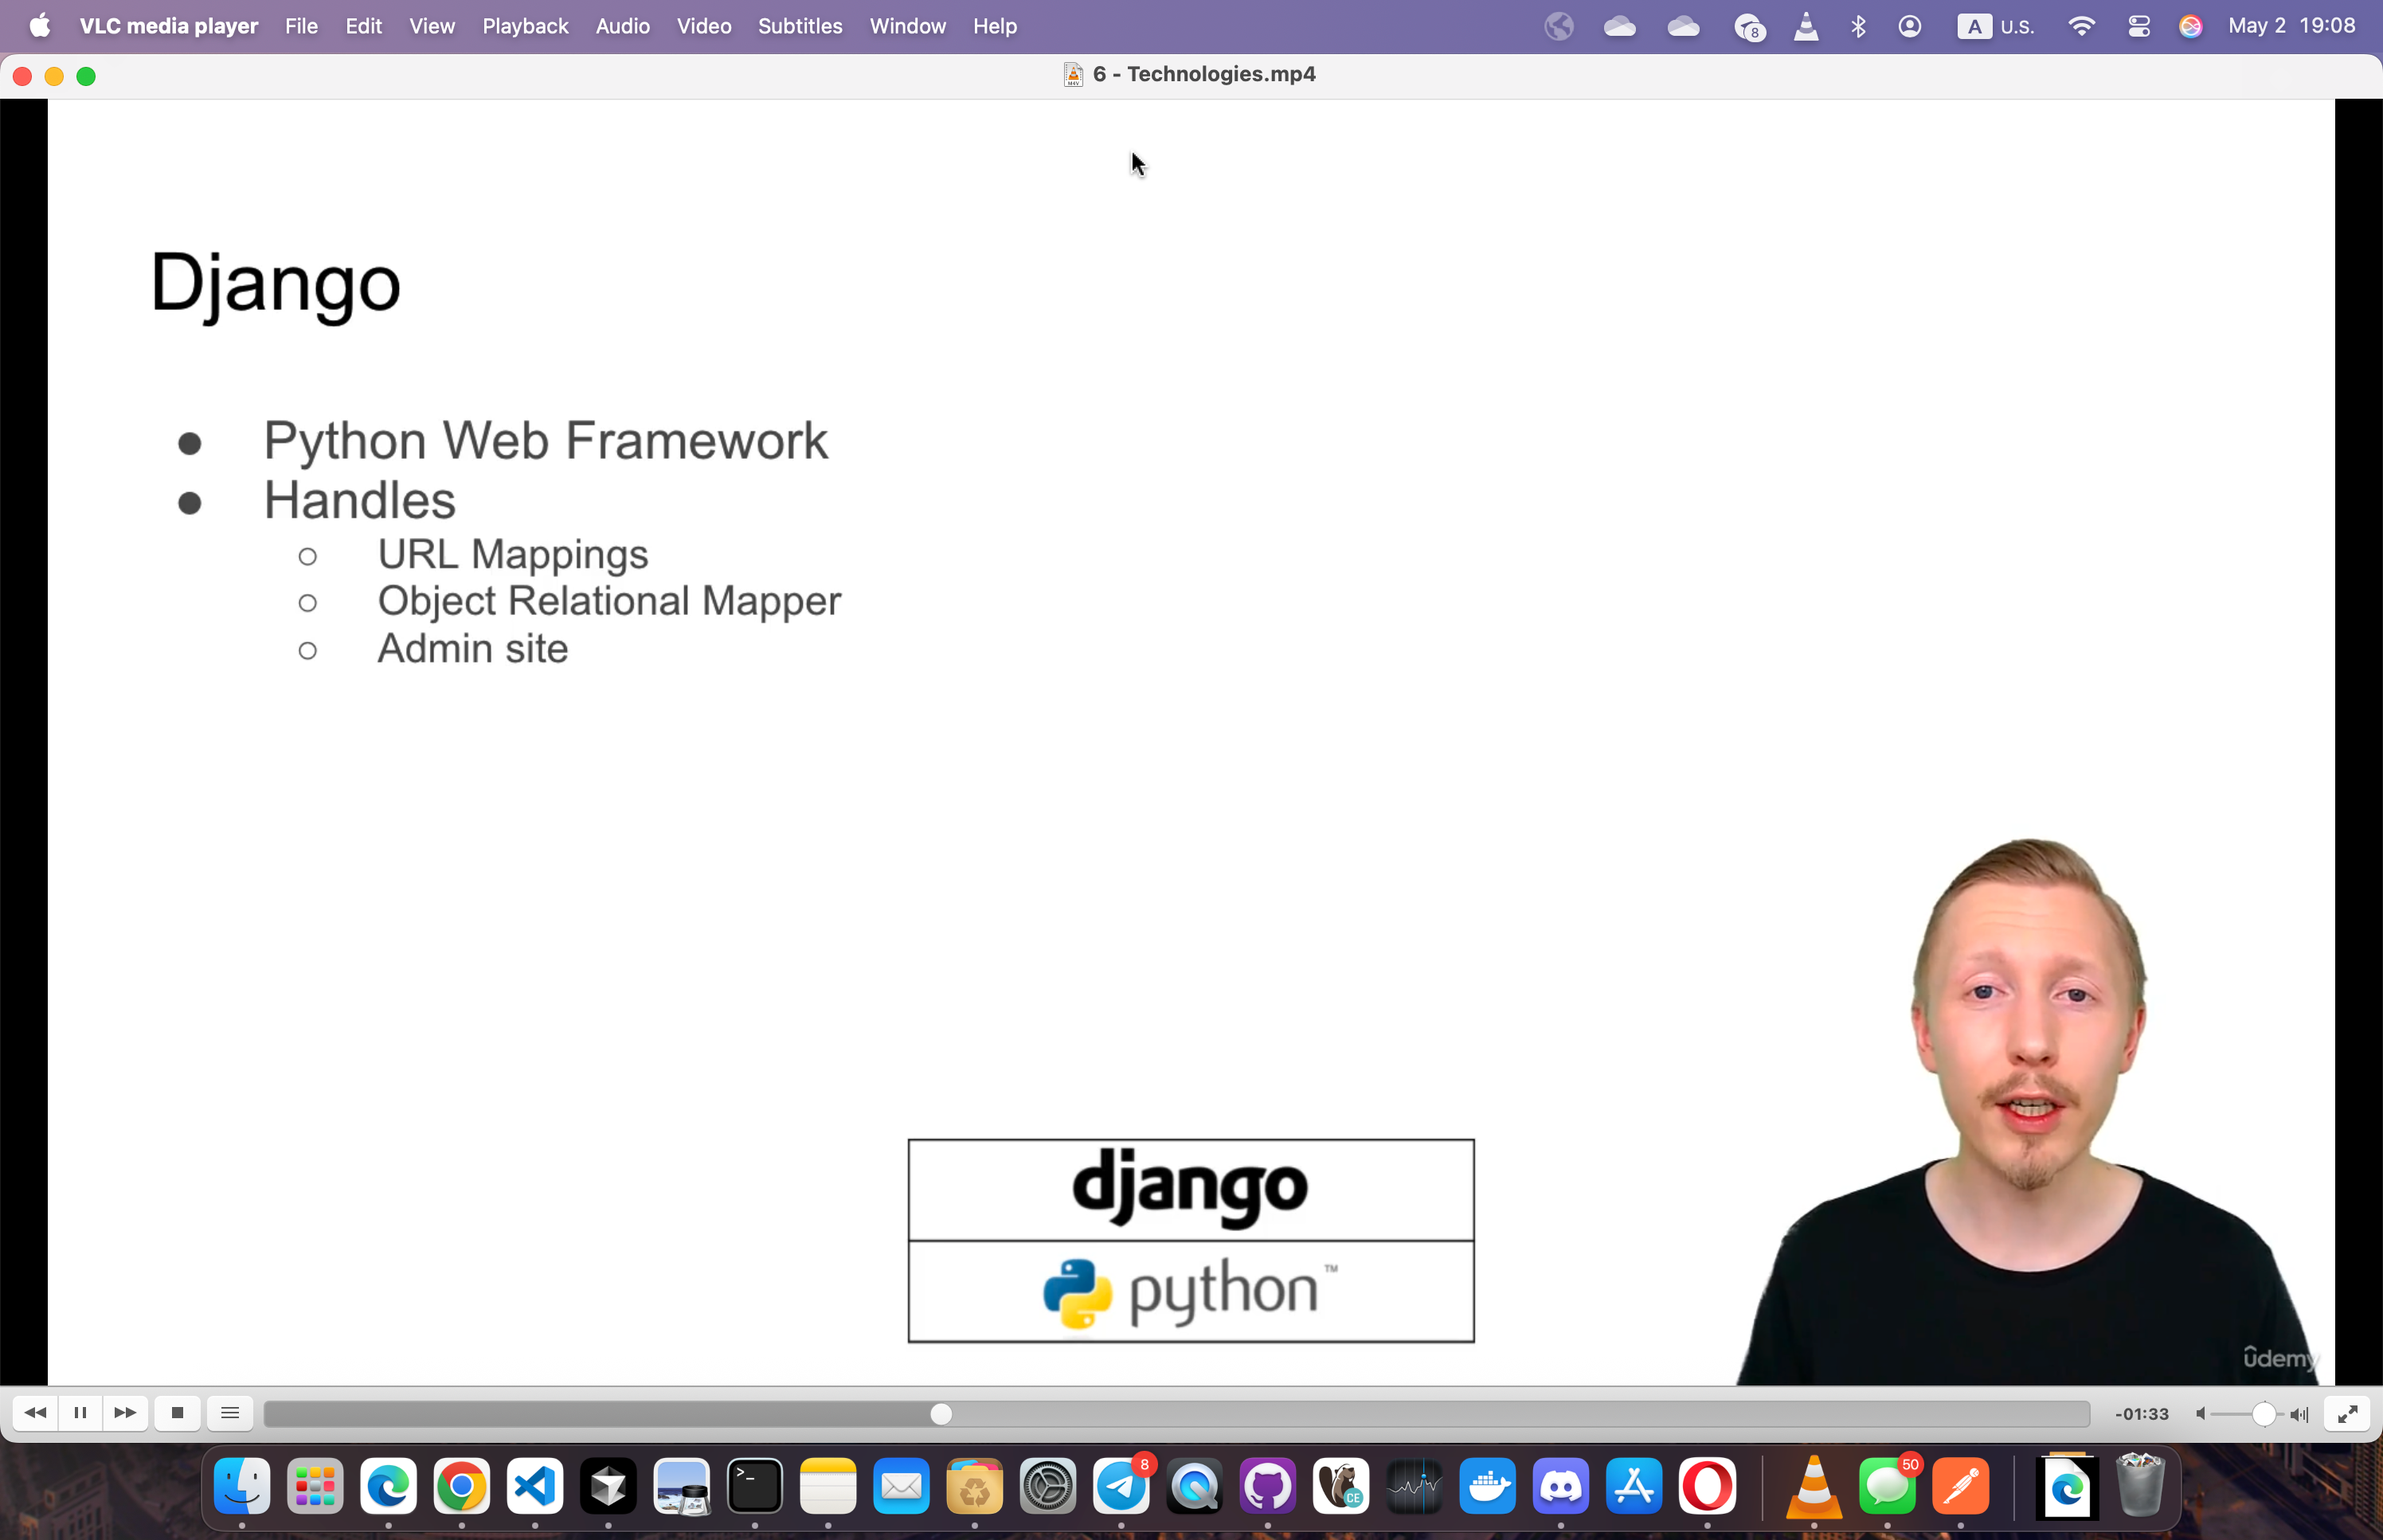 VLC media player File Edit View Playback Audio Video Subtitles Window Help 8 A U.S. May 2 19:08
6 - Technologies.mp4
Django
Python Web Framework
Handles
URL Mappings
Object Relational Mapper
Admin site
django
python™
ûdemy
-01:33
>_ 8 CE 50